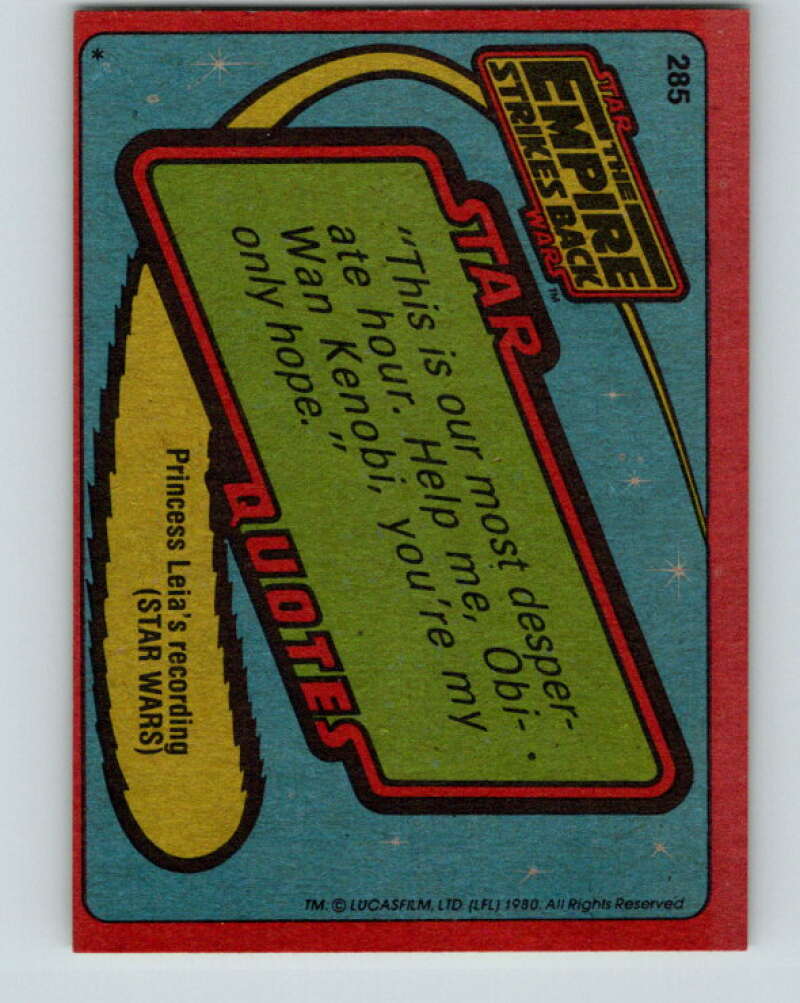 285
STAR
THE
EMPIRE
STRIKES BACK
WARS™
STAR
"This is our most desper-
ate hour. Help me, Obi-
Wan Kenobi, you're my
only hope."
QUOTES
Princess Leia's recording
(STAR WARS)
*
TM. © LUCASFILM, LTD (LFL) 1980. All Rights Reserved